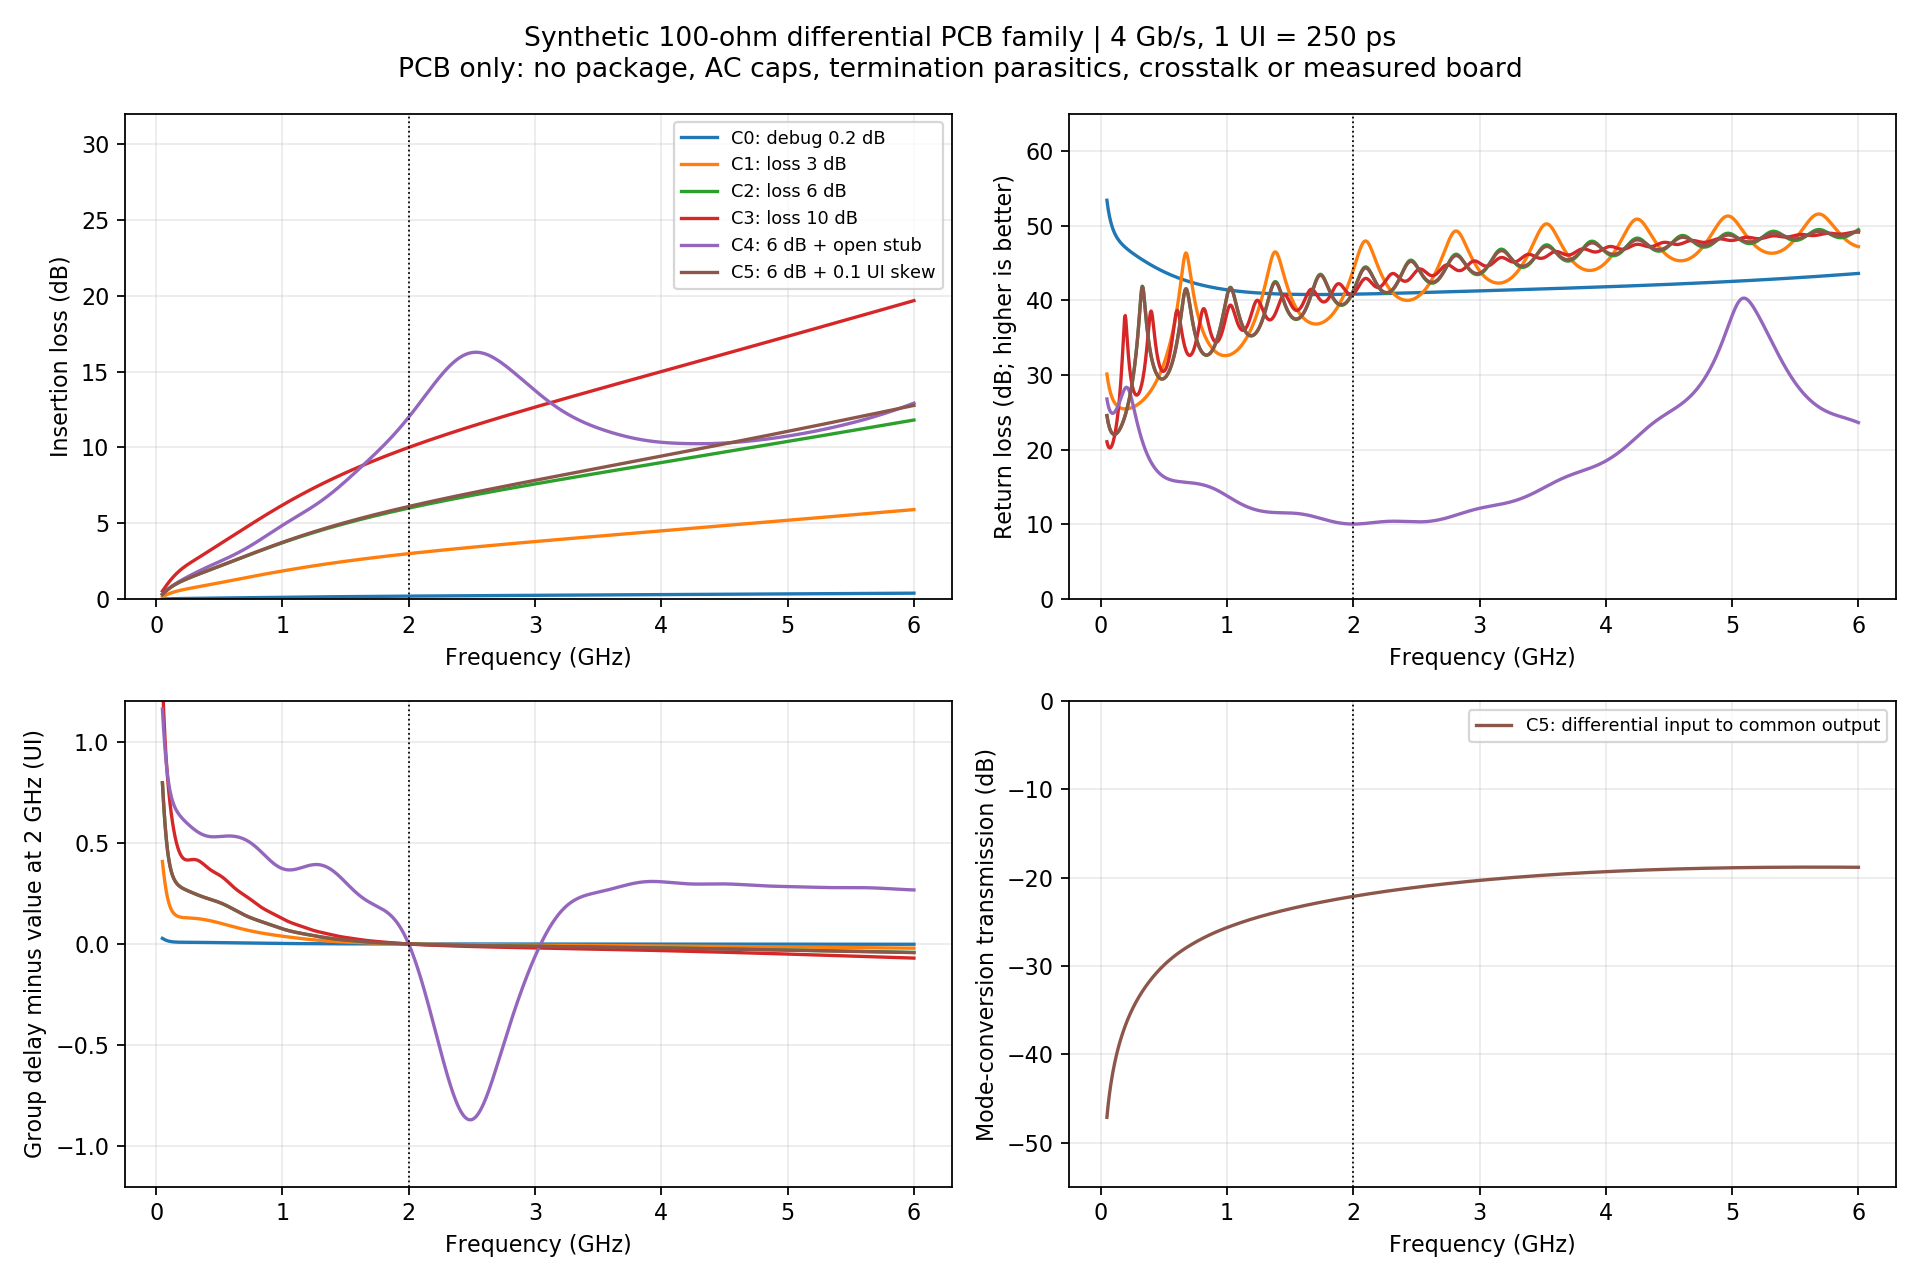 Synthetic 100-ohm differential PCB family | 4 Gb/s, 1 UI = 250 ps
PCB only: no package, AC caps, termination parasitics, crosstalk or measured board
Insertion loss (dB)
30
25
20
15
10
5
0
C0: debug 0.2 dB
C1: loss 3 dB
C2: loss 6 dB
C3: loss 10 dB
C4: 6 dB + open stub
C5: 6 dB + 0.1 UI skew
0 1 2 3 4 5 6
Frequency (GHz)
Return loss (dB; higher is better)
60
50
40
30
20
10
0
0 1 2 3 4 5 6
Frequency (GHz)
Group delay minus value at 2 GHz (UI)
1.0
0.5
0.0
−0.5
−1.0
0 1 2 3 4 5 6
Frequency (GHz)
Mode-conversion transmission (dB)
0
−10
−20
−30
−40
−50
C5: differential input to common output
0 1 2 3 4 5 6
Frequency (GHz)